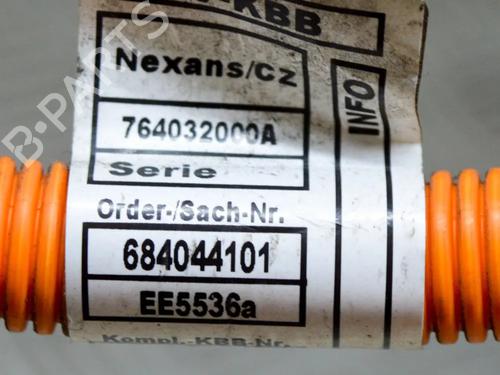 -KBB
Nexans/Cz
764032000A
Serie
INFO
Order-/Sach-Nr.
684044101
EE5536a
Kompl.-KBB-Nr.
B-PARTS